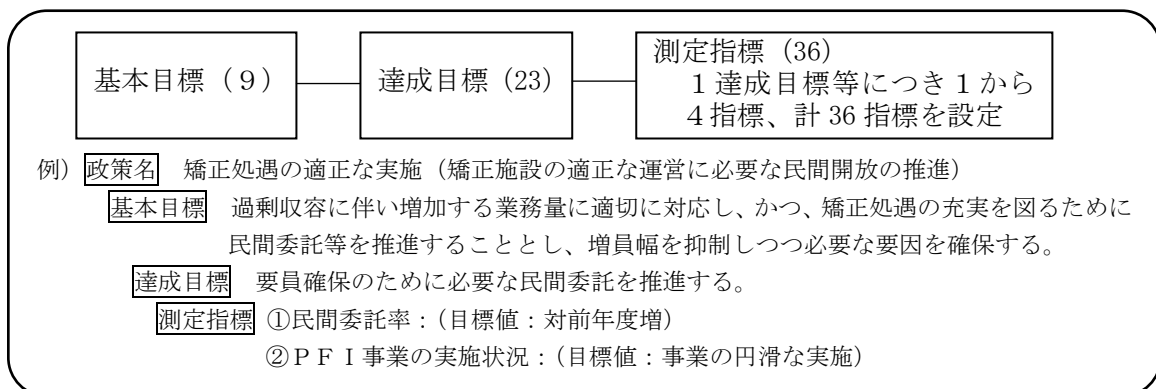 基本目標（9）
達成目標（23）
測定指標（36）
１達成目標等につき１から
４指標、計 36 指標を設定
例）政策名　矯正処遇の適正な実施（矯正施設の適正な運営に必要な民間開放の推進）
基本目標　過剰収容に伴い増加する業務量に適切に対応し、かつ、矯正処遇の充実を図るために
民間委託等を推進することとし、増員幅を抑制しつつ必要な要因を確保する。
達成目標　要員確保のために必要な民間委託を推進する。
測定指標　①民間委託率：（目標値：対前年度増）
②ＰＦＩ事業の実施状況：（目標値：事業の円滑な実施）